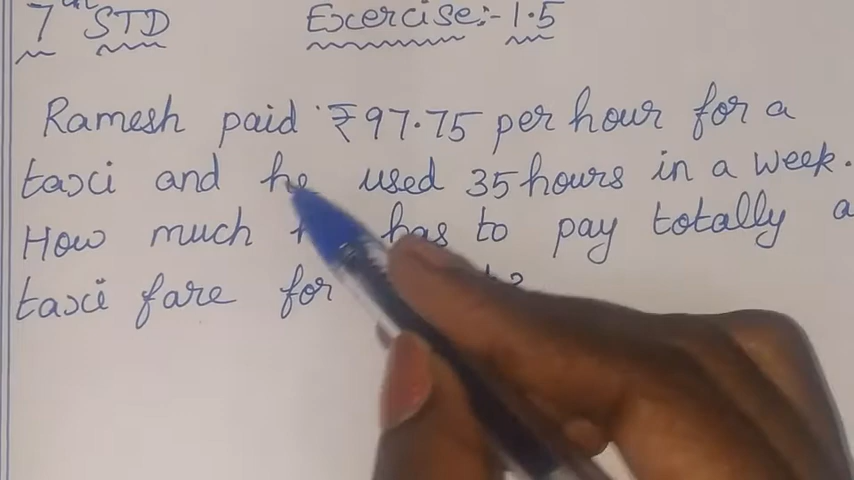 7th STD Exercise:- 1.5
Ramesh paid ₹97.75 per hour for a
taxi and he used 35 hours in a week.
How much has to pay totally a
taxi fare for